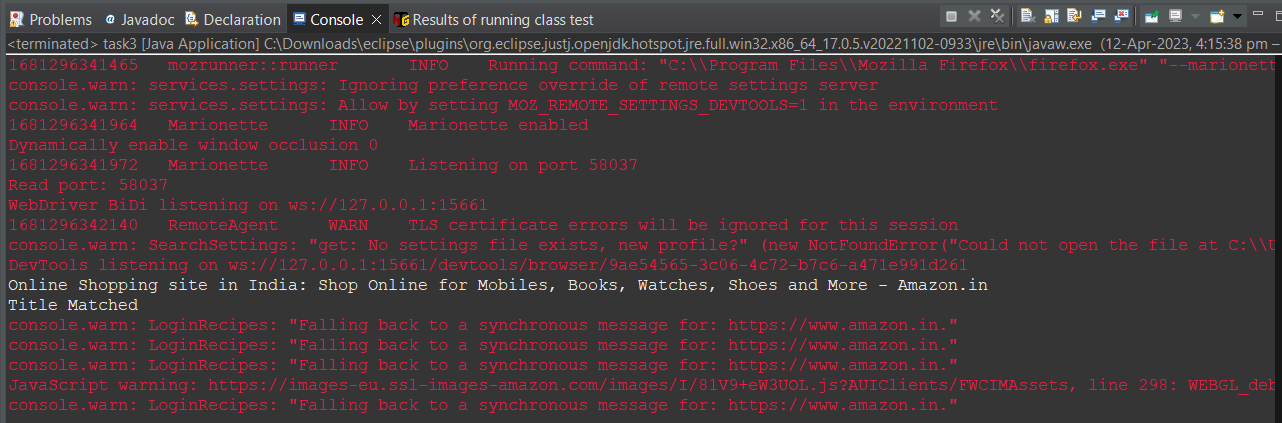 Problems @ Javadoc Declaration Console Results of running class test
<terminated> task3 [Java Application] C:\Downloads\eclipse\plugins\org.eclipse.justj.openjdk.hotspot.jre.full.win32.x86_64_17.0.5.v20221102-0933\jre\bin\javaw.exe (12-Apr-2023, 4:15:38 pm –
1681296341465 mozrunner::runner INFO Running command: "C:\\Program Files\\Mozilla Firefox\\firefox.exe" "--marionett
console.warn: services.settings: Ignoring preference override of remote settings server
console.warn: services.settings: Allow by setting MOZ_REMOTE_SETTINGS_DEVTOOLS=1 in the environment
1681296341964 Marionette INFO Marionette enabled
Dynamically enable window occlusion 0
1681296341972 Marionette INFO Listening on port 58037
Read port: 58037
WebDriver BiDi listening on ws://127.0.0.1:15661
1681296342140 RemoteAgent WARN TLS certificate errors will be ignored for this session
console.warn: SearchSettings: "get: No settings file exists, new profile?" (new NotFoundError("Could not open the file at C:\\U
DevTools listening on ws://127.0.0.1:15661/devtools/browser/9ae54565-3c06-4c72-b7c6-a471e991d261
Online Shopping site in India: Shop Online for Mobiles, Books, Watches, Shoes and More - Amazon.in
Title Matched
console.warn: LoginRecipes: "Falling back to a synchronous message for: https://www.amazon.in."
console.warn: LoginRecipes: "Falling back to a synchronous message for: https://www.amazon.in."
console.warn: LoginRecipes: "Falling back to a synchronous message for: https://www.amazon.in."
JavaScript warning: https://images-eu.ssl-images-amazon.com/images/I/81V9+eW3UOL.js?AUIClients/FWCIMAssets, line 298: WEBGL_deb
console.warn: LoginRecipes: "Falling back to a synchronous message for: https://www.amazon.in."